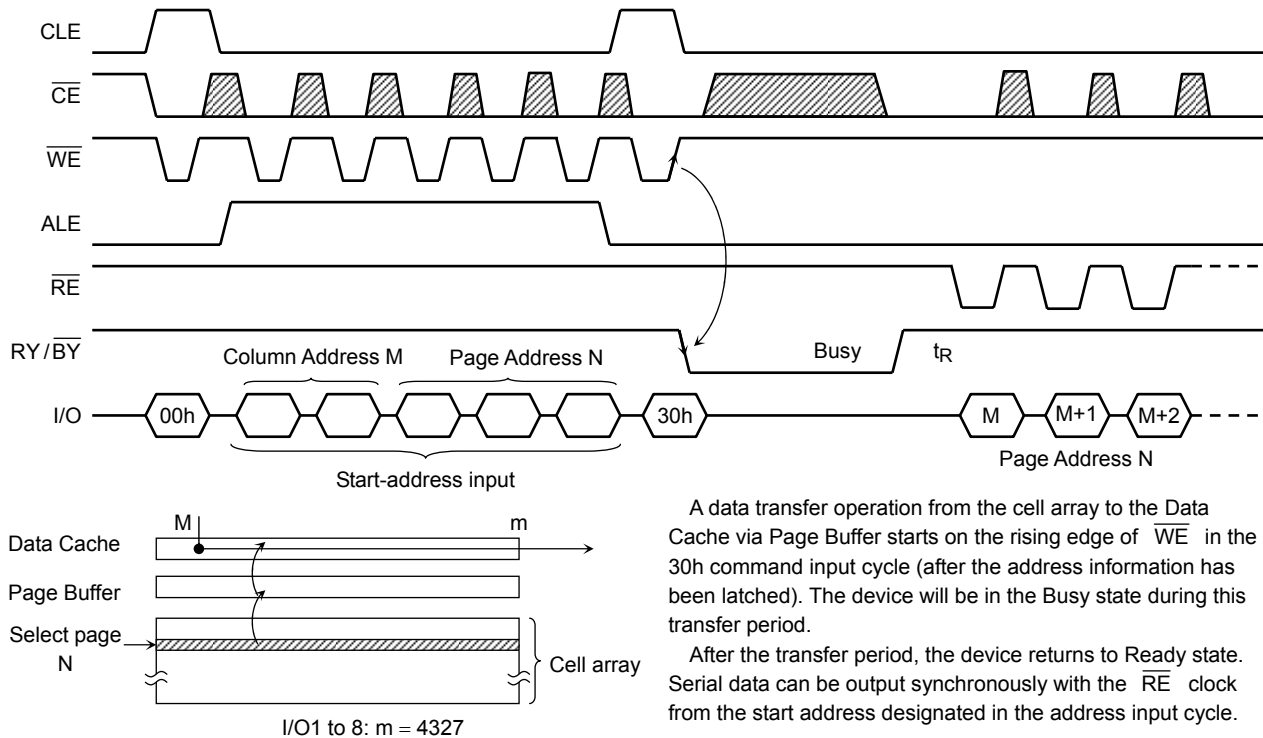 CLE
CE
WE
ALE
RE
RY/BY Busy tR
Column Address M Page Address N
I/O 00h 30h M M+1 M+2
Page Address N
Start-address input
M m
Data Cache
Page Buffer
Select page
N
Cell array
I/O1 to 8: m = 4327
A data transfer operation from the cell array to the Data
Cache via Page Buffer starts on the rising edge of WE in the
30h command input cycle (after the address information has
been latched). The device will be in the Busy state during this
transfer period.
After the transfer period, the device returns to Ready state.
Serial data can be output synchronously with the RE clock
from the start address designated in the address input cycle.